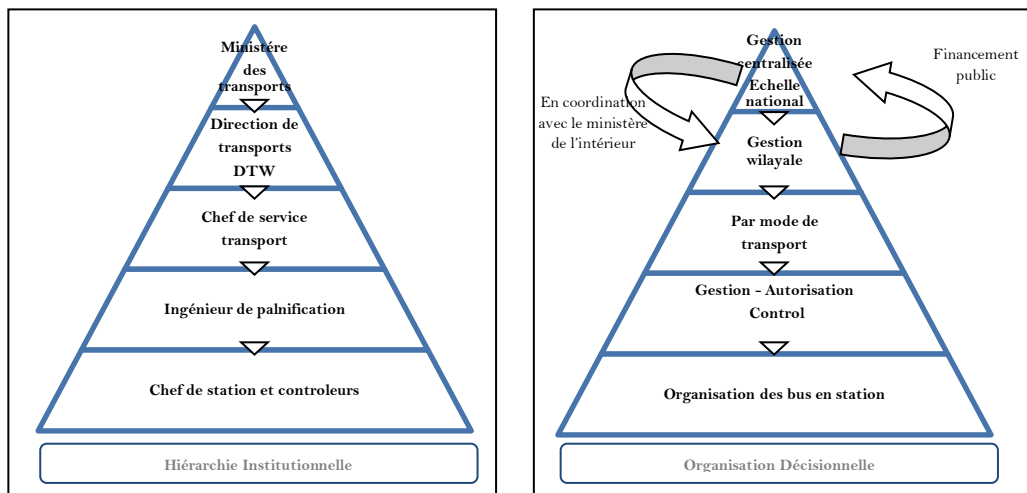 Ministére
des
transports
Direction de
transports
DTW
Chef de service
transport
Ingénieur de palnification
Chef de station et controleurs
Hiérarchie Institutionnelle
Gestion
centralisée
Echelle
national
En coordination
avec le ministère
de l'intérieur
Financement
public
Gestion
wilayale
Par mode de
transport
Gestion - Autorisation
Control
Organisation des bus en station
Organisation Décisionnelle